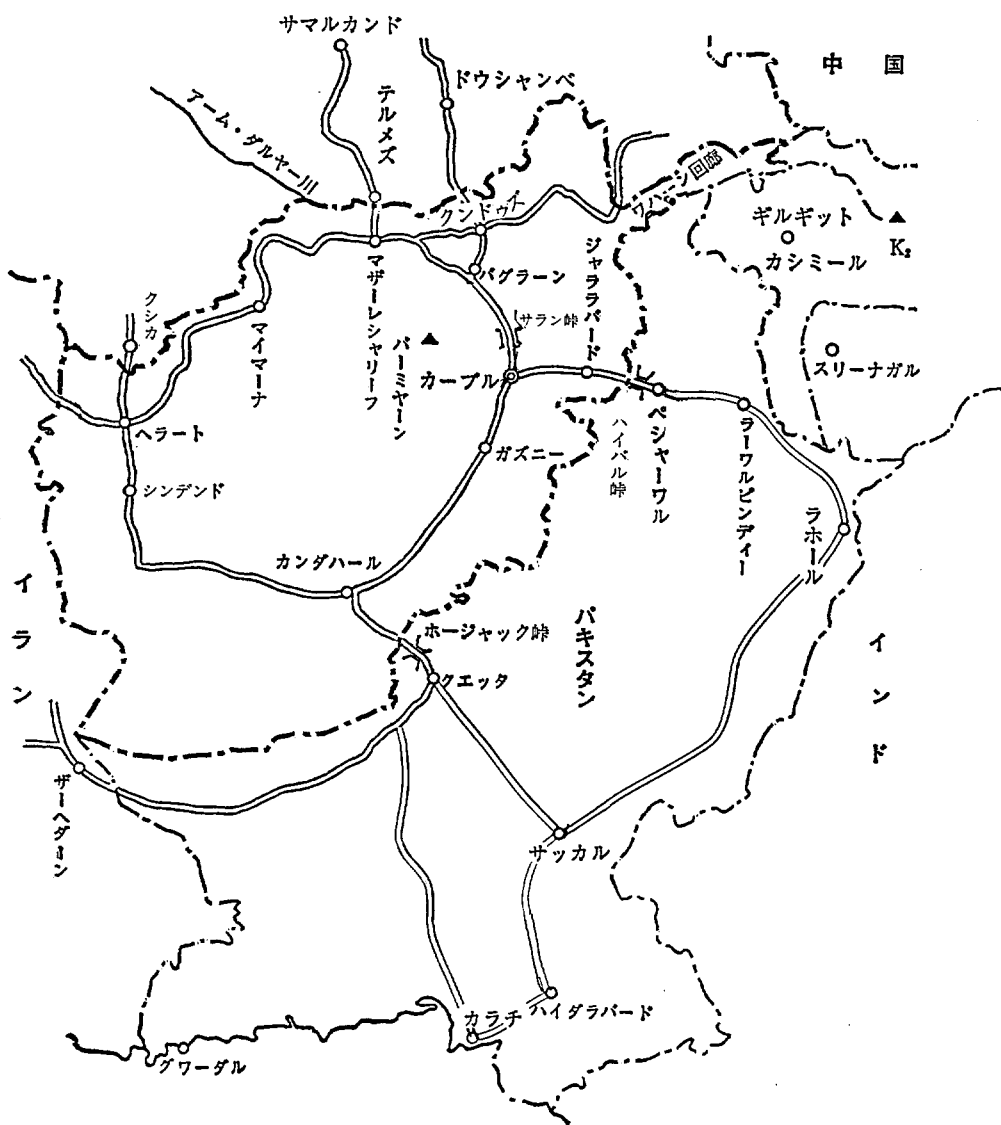 サマルカンド
ドウシャンベ
中国
テルメズ
アーム・ダルヤー川
ワハーン回廊
クンドゥズ
ギルギット
K₂
カシミール
ジャララバード
バグラーン
クシカ
マイマーナ
マザーレシャリーフ
バーミヤーン
サラン峠
カーブル
スリーナガル
ヘラート
ハイバル峠
ペシャーワル
ラーワルピンディー
ガズニー
シンデンド
ラホール
カンダハール
イラン
パキスタン
ホージャック峠
インド
クエッタ
ザーヘダーン
サッカル
カラチ
ハイダラバード
グワーダル